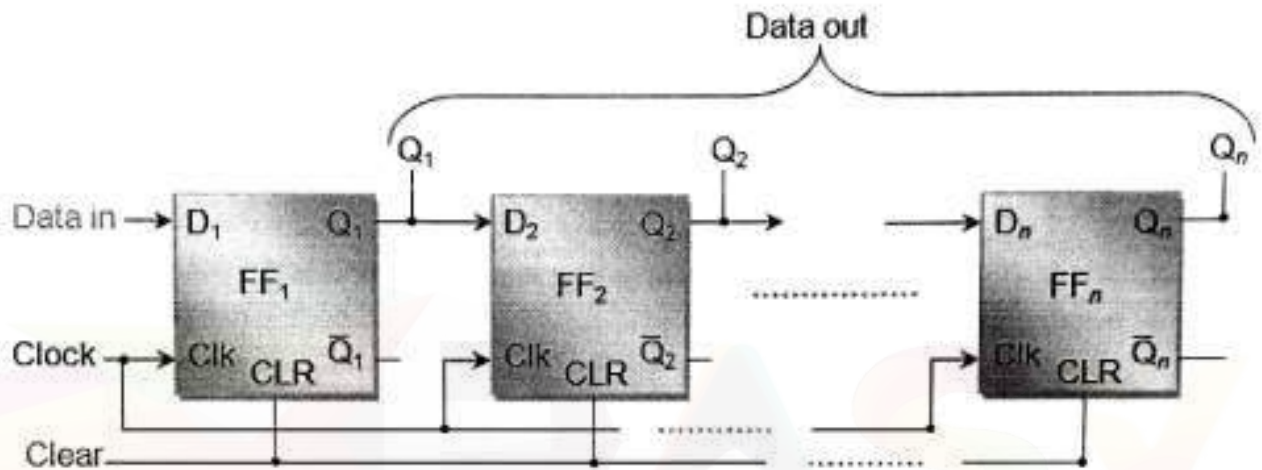 Data out
Q₁ Q₂ Qₙ
Data in D₁ Q₁ D₂ Q₂ Dₙ Qₙ
FF₁ FF₂ FFₙ
Clock Clk CLR Q̅₁ Clk CLR Q̅₂ Clk CLR Q̅ₙ
Clear